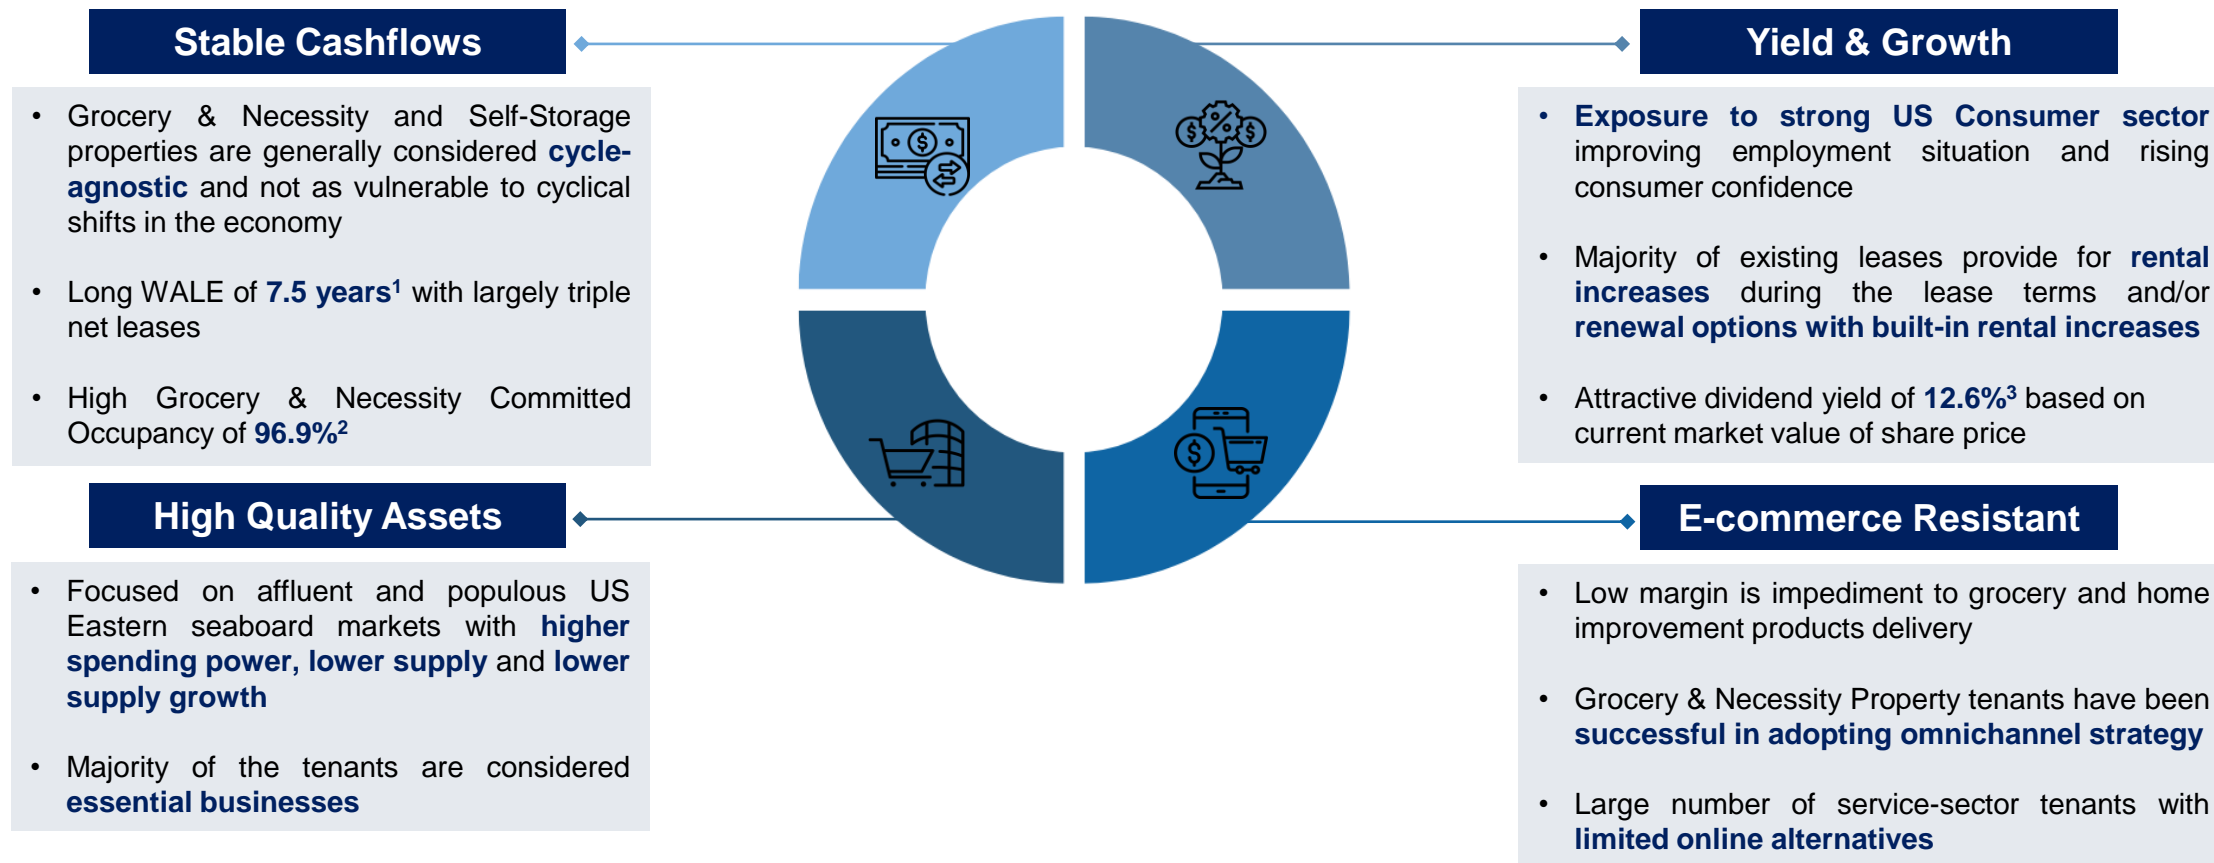 Stable Cashflows
• Grocery & Necessity and Self-Storage
properties are generally considered cycle-
agnostic and not as vulnerable to cyclical
shifts in the economy
• Long WALE of 7.5 years¹ with largely triple
net leases
• High Grocery & Necessity Committed
Occupancy of 96.9%²
High Quality Assets
• Focused on affluent and populous US
Eastern seaboard markets with higher
spending power, lower supply and lower
supply growth
• Majority of the tenants are considered
essential businesses
Yield & Growth
• Exposure to strong US Consumer sector
improving employment situation and rising
consumer confidence
• Majority of existing leases provide for rental
increases during the lease terms and/or
renewal options with built-in rental increases
• Attractive dividend yield of 12.6%³ based on
current market value of share price
E-commerce Resistant
• Low margin is impediment to grocery and home
improvement products delivery
• Grocery & Necessity Property tenants have been
successful in adopting omnichannel strategy
• Large number of service-sector tenants with
limited online alternatives